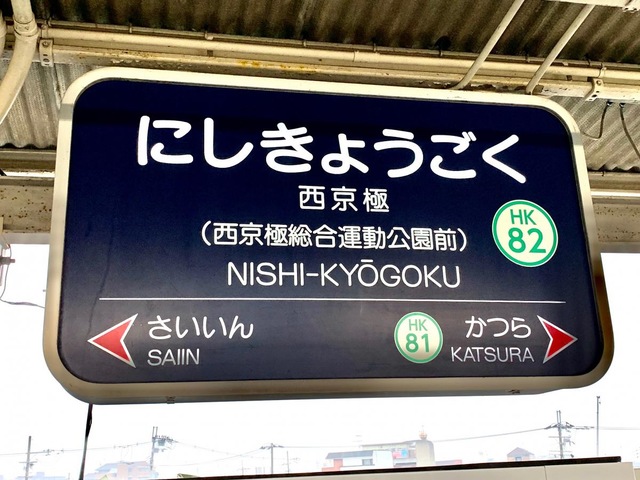 にしきょうごく
西京極
(西京極総合運動公園前)
HK
82
NISHI-KYŌGOKU
さいいん
SAIIN
HK
81
かつら
KATSURA